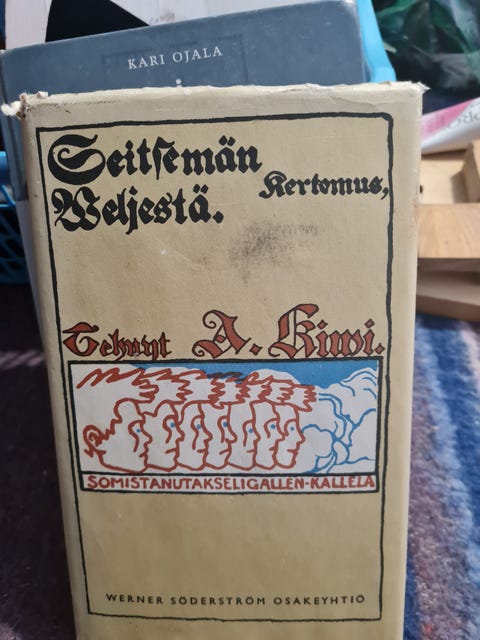 KARI OJALA
Seitsemän
Kertomus,
Weljestä.
Tehnyt A. Kiwi.
SOMISTANUT AKSELI GALLEN-KALLELA
WERNER SÖDERSTRÖM OSAKEYHTIÖ